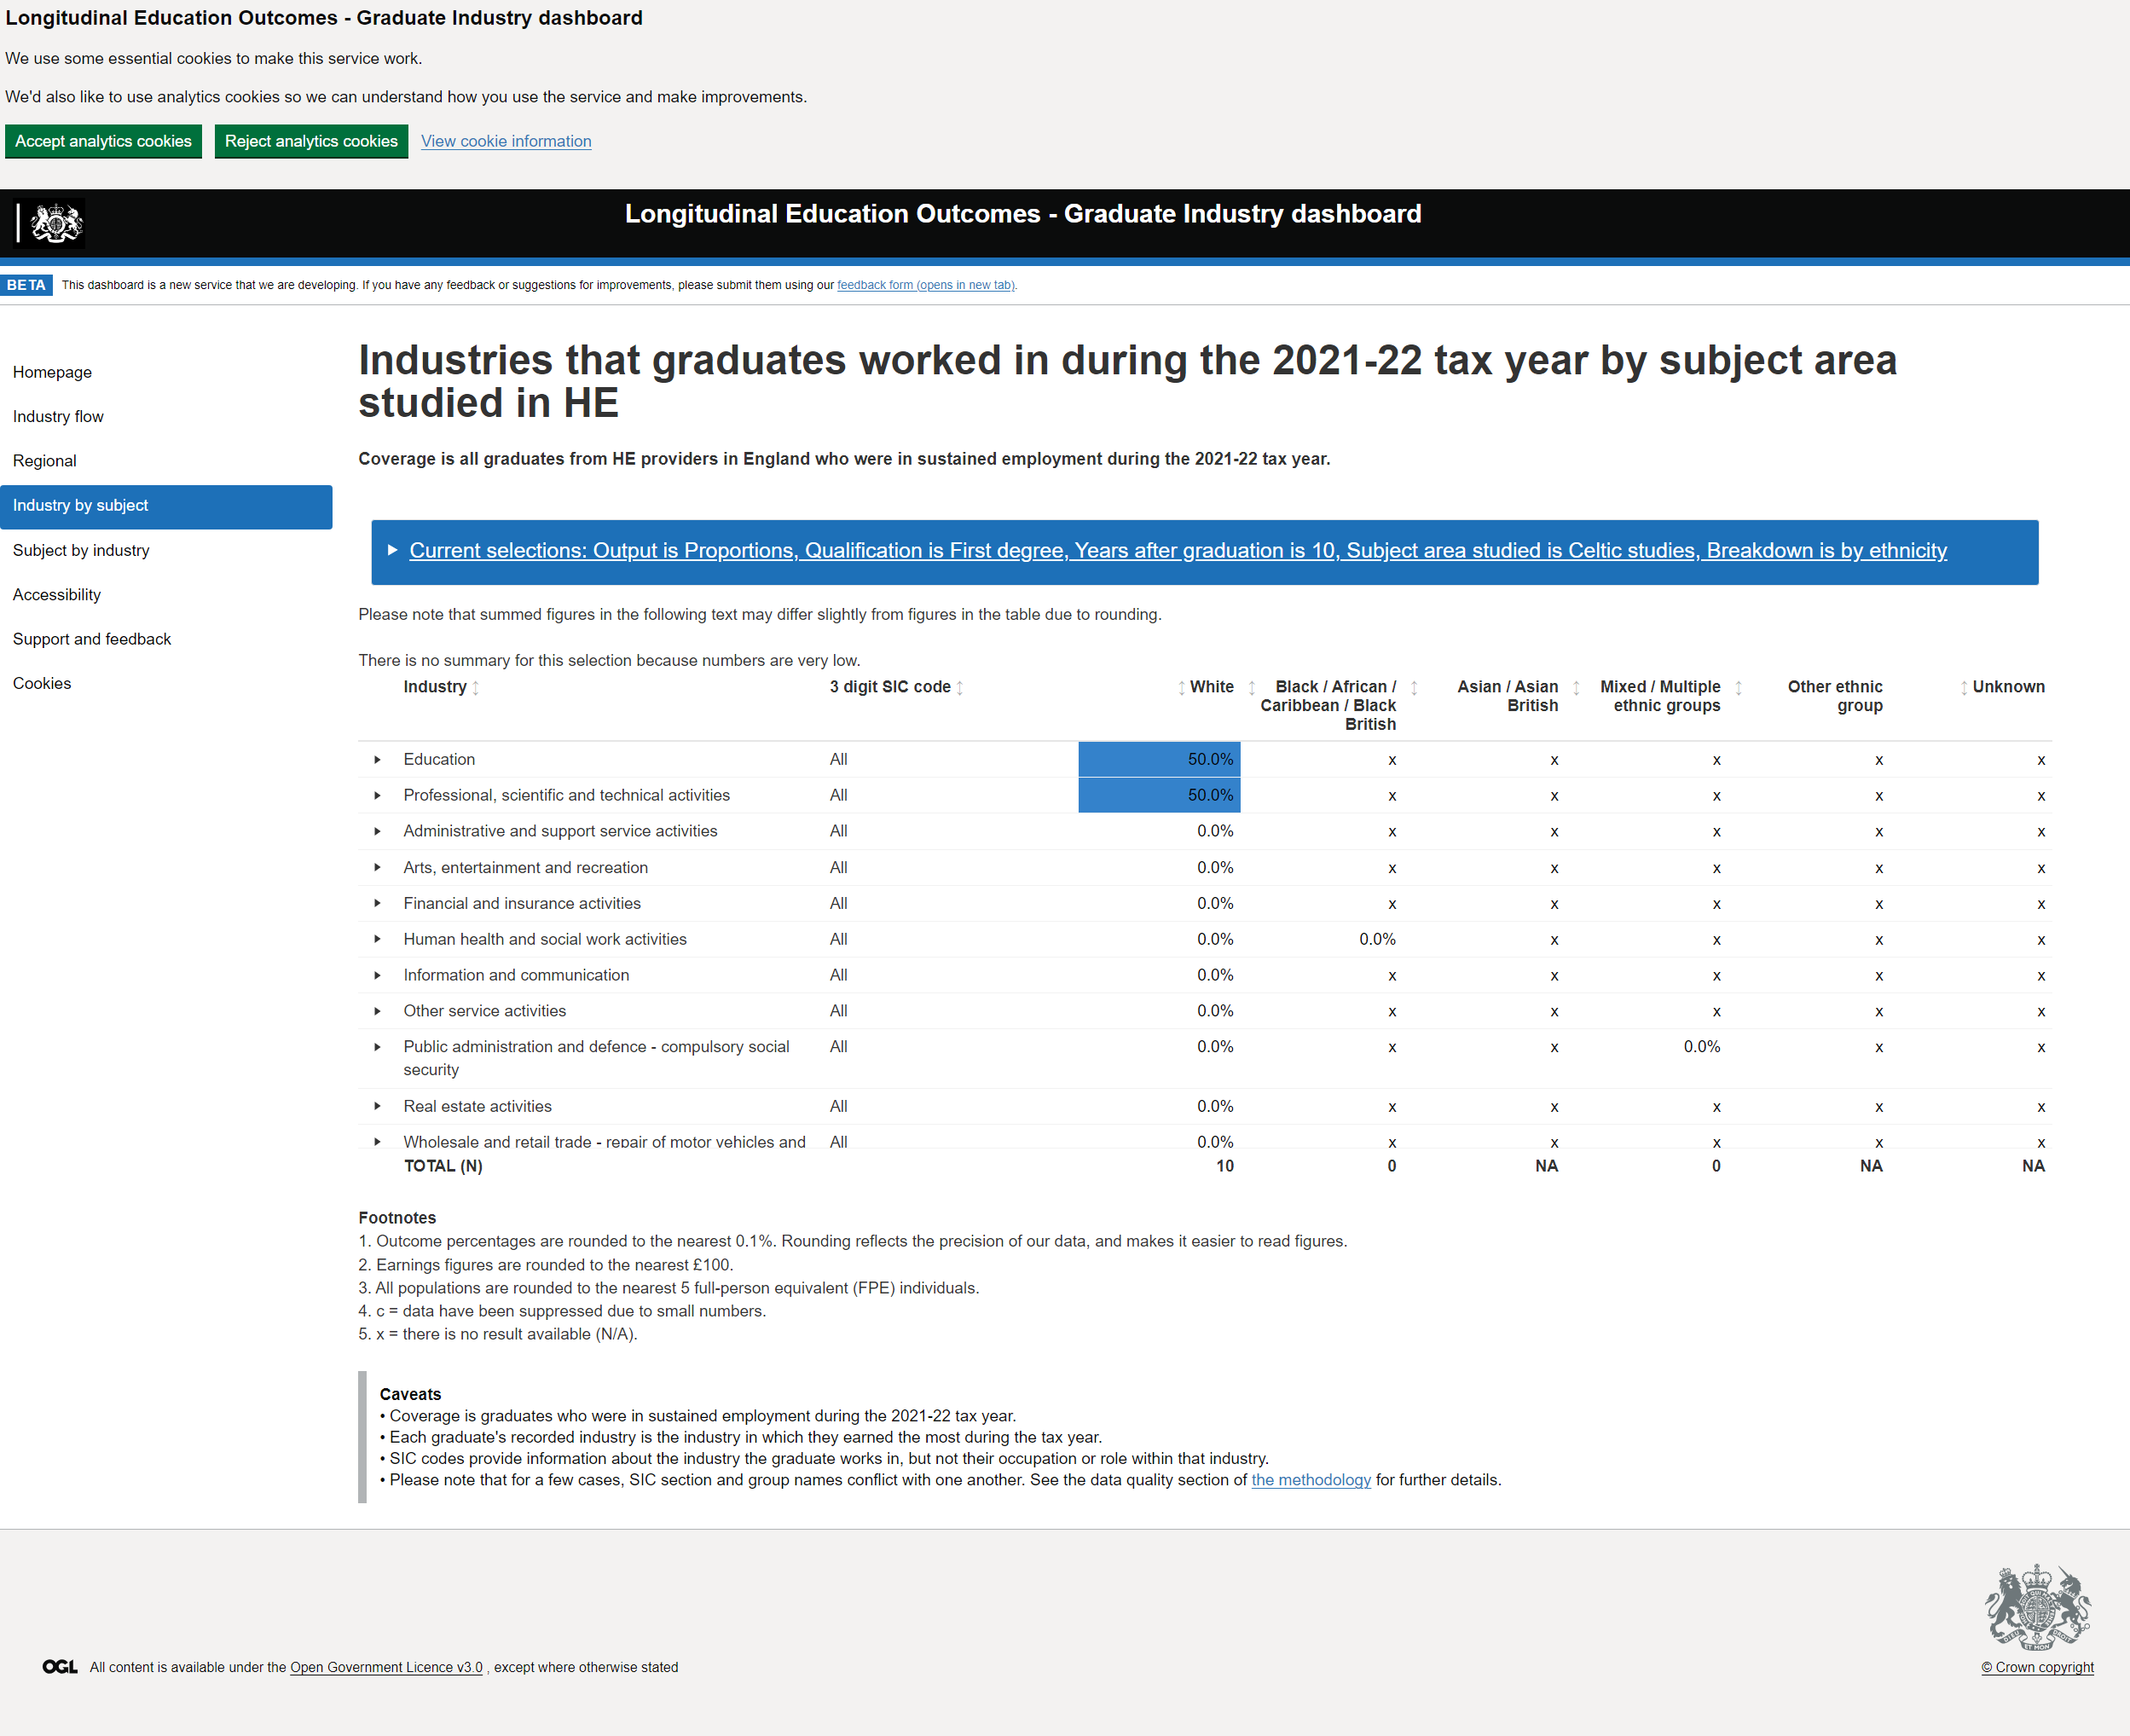 Longitudinal Education Outcomes - Graduate Industry dashboard
We use some essential cookies to make this service work.
We'd also like to use analytics cookies so we can understand how you use the service and make improvements.
Accept analytics cookies Reject analytics cookies View cookie information
Longitudinal Education Outcomes - Graduate Industry dashboard
BETA This dashboard is a new service that we are developing. If you have any feedback or suggestions for improvements, please submit them using our feedback form (opens in new tab).
Homepage
Industry flow
Regional
Industry by subject
Subject by industry
Accessibility
Support and feedback
Cookies
Industries that graduates worked in during the 2021-22 tax year by subject area
studied in HE
Coverage is all graduates from HE providers in England who were in sustained employment during the 2021-22 tax year.
Current selections: Output is Proportions, Qualification is First degree, Years after graduation is 10, Subject area studied is Celtic studies, Breakdown is by ethnicity
Please note that summed figures in the following text may differ slightly from figures in the table due to rounding.
There is no summary for this selection because numbers are very low.
Industry 3 digit SIC code White Black / African / Asian / Asian Mixed / Multiple Other ethnic Unknown
Caribbean / Black British ethnic groups group
British
Education All 50.0% x x x x x
Professional, scientific and technical activities All 50.0% x x x x x
Administrative and support service activities All 0.0% x x x x x
Arts, entertainment and recreation All 0.0% x x x x x
Financial and insurance activities All 0.0% x x x x x
Human health and social work activities All 0.0% 0.0% x x x x
Information and communication All 0.0% x x x x x
Other service activities All 0.0% x x x x x
Public administration and defence - compulsory social All 0.0% x x 0.0% x x
security
Real estate activities All 0.0% x x x x x
Wholesale and retail trade - repair of motor vehicles and All 0.0% x x x x x
TOTAL (N) 10 0 NA 0 NA NA
Footnotes
1. Outcome percentages are rounded to the nearest 0.1%. Rounding reflects the precision of our data, and makes it easier to read figures.
2. Earnings figures are rounded to the nearest £100.
3. All populations are rounded to the nearest 5 full-person equivalent (FPE) individuals.
4. c = data have been suppressed due to small numbers.
5. x = there is no result available (N/A).
Caveats
• Coverage is graduates who were in sustained employment during the 2021-22 tax year.
• Each graduate's recorded industry is the industry in which they earned the most during the tax year.
• SIC codes provide information about the industry the graduate works in, but not their occupation or role within that industry.
• Please note that for a few cases, SIC section and group names conflict with one another. See the data quality section of the methodology for further details.
OGL All content is available under the Open Government Licence v3.0 , except where otherwise stated
© Crown copyright